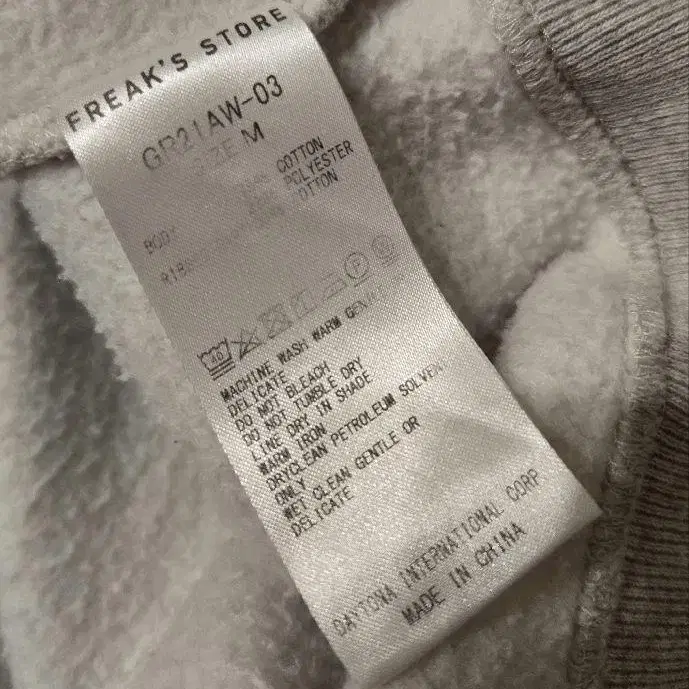 FREAK'S STORE
GR21AW-03
SIZE M
COTTON
BODY POLYESTER
COTTON
40
MACHINE WASH WARM GENTLE OR
DELICATE
DO NOT BLEACH
DO NOT TUMBLE DRY
LINE DRY IN SHADE
WARM IRON
DRYCLEAN PETROLEUM SOLVENT
ONLY
WET CLEAN GENTLE OR
DELICATE
DAYTONA INTERNATIONAL CORP
MADE IN CHINA